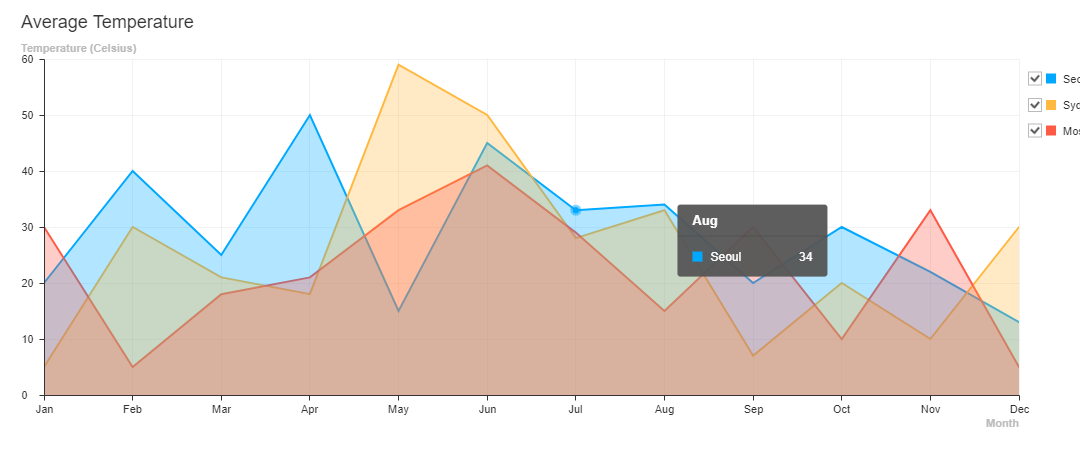 Average Temperature
Temperature (Celsius)
60
50
40
30
20
10
0
Jan Feb Mar Apr May Jun Jul Aug Sep Oct Nov Dec
Month
Aug
Seoul 34